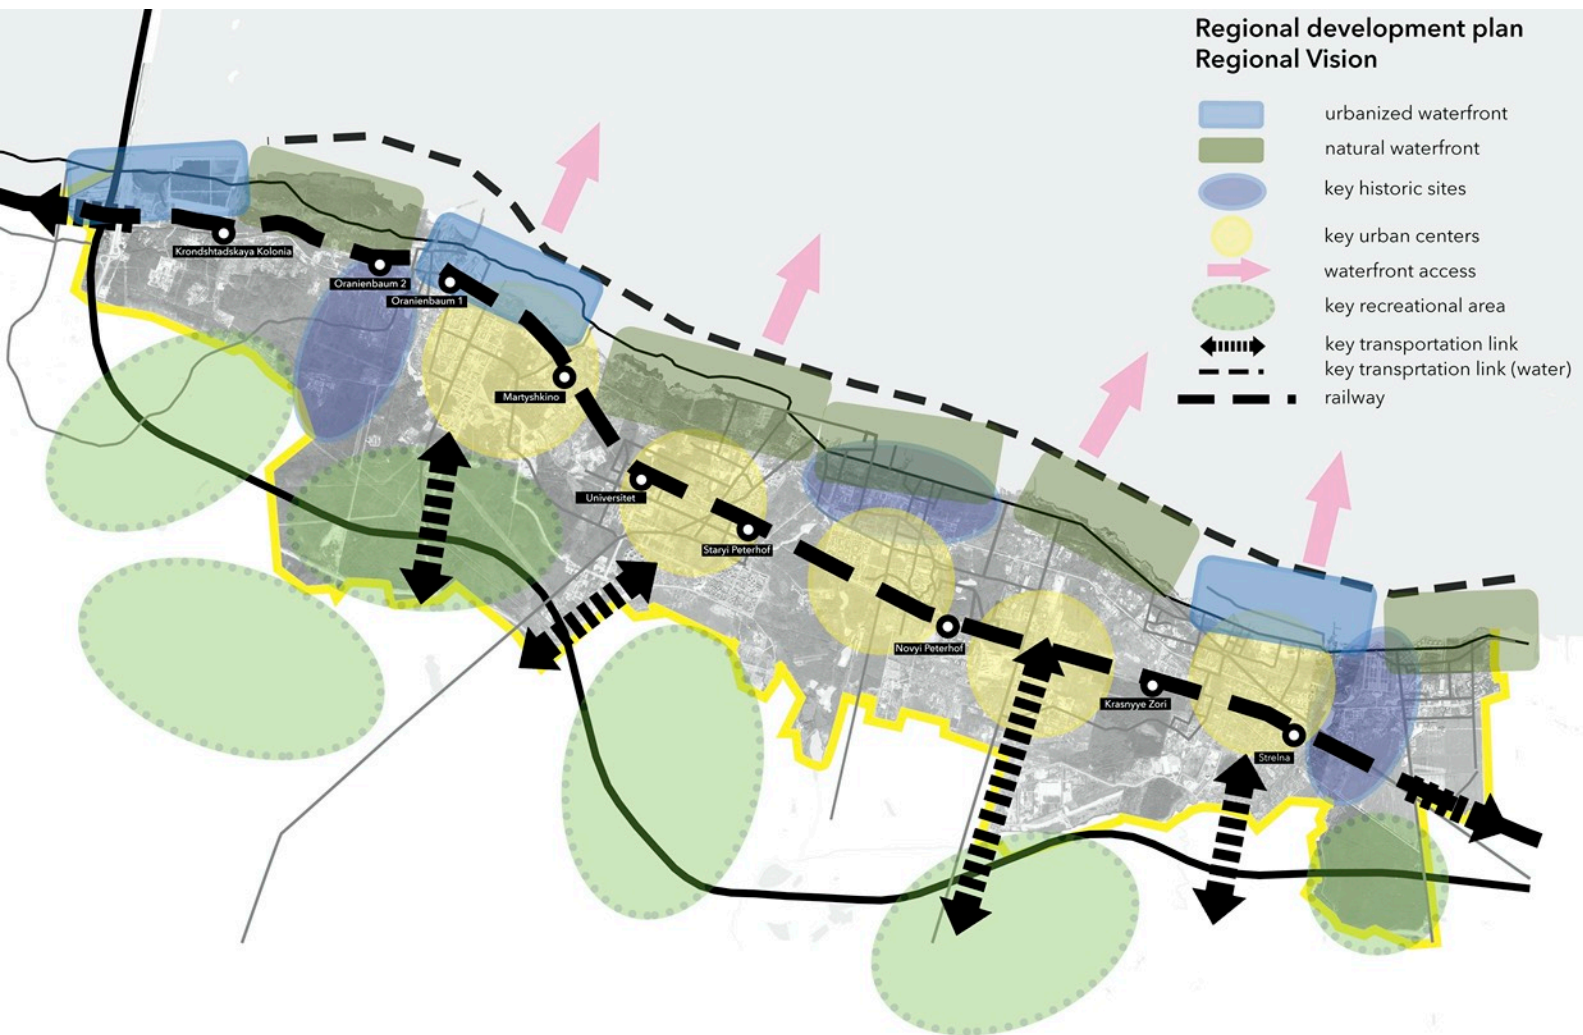 Regional development plan
Regional Vision
urbanized waterfront
natural waterfront
key historic sites
key urban centers
waterfront access
key recreational area
key transportation link
key transprtation link (water)
railway
Krondshtadskaya Kolonia
Oranienbaum 2
Oranienbaum 1
Martyshkino
Universitet
Staryi Peterhof
Novyi Peterhof
Krasnyye Zori
Strelna